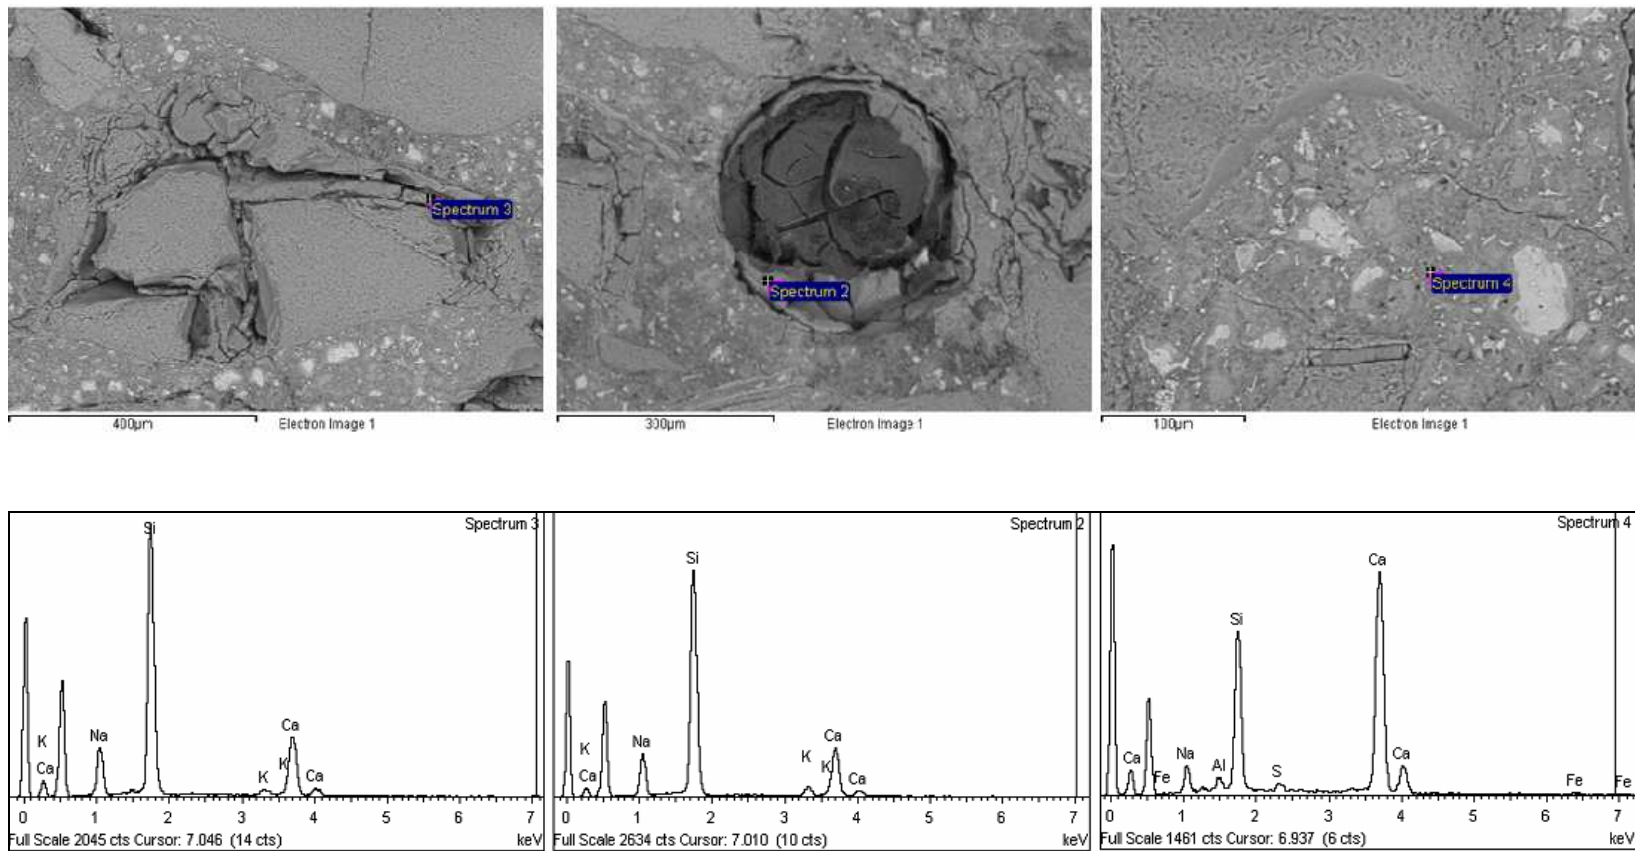 Spectrum 3
400µm
Electron Image 1
Spectrum 2
300µm
Electron Image 1
Spectrum 4
100µm
Electron Image 1
Spectrum 3
Si
K
Ca
Na
K
K
Ca
Ca
0 1 2 3 4 5 6 7
Full Scale 2045 cts Cursor: 7.046 (14 cts)
keV
Spectrum 2
Si
K
Ca
Na
K
K
Ca
Ca
0 1 2 3 4 5 6 7
Full Scale 2634 cts Cursor: 7.010 (10 cts)
keV
Spectrum 4
Ca
Fe
Na
Al
Si
S
Ca
Ca
Fe
Fe
0 1 2 3 4 5 6 7
Full Scale 1461 cts Cursor: 6.937 (6 cts)
keV